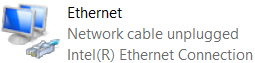 Ethernet
Network cable unplugged
Intel(R) Ethernet Connection